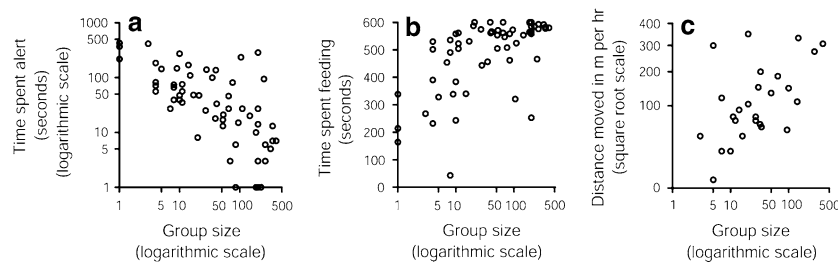 a
1000
500
100
50
10
5
1
1 5 10 50 100 500
Time spent alert
(seconds)
(logarithmic scale)
Group size
(logarithmic scale)
b
600
500
400
300
200
100
0
1 5 10 50 100 500
Time spent feeding
(seconds)
Group size
(logarithmic scale)
c
400
300
200
100
0
1 5 10 50 100 500
Distance moved in m per hr
(square root scale)
Group size
(logarithmic scale)